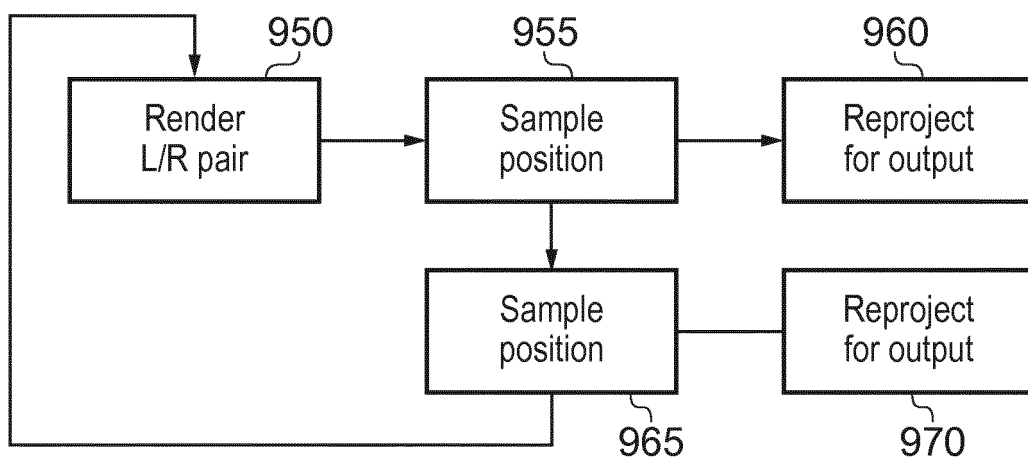 950
955
960
Render
L/R pair
Sample
position
Reproject
for output
Sample
position
Reproject
for output
965
970